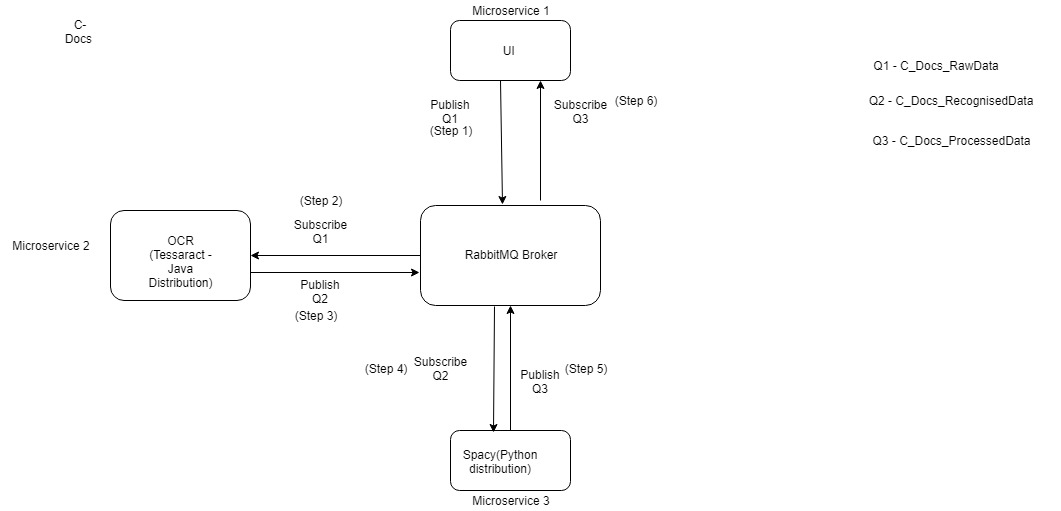 Microservice 1
C-
Docs
UI
Q1 - C_Docs_RawData
Q2 - C_Docs_RecognisedData
Q3 - C_Docs_ProcessedData
Publish
Q1
(Step 1)
Subscribe
Q3
(Step 6)
(Step 2)
Subscribe
Q1
Microservice 2
OCR
(Tessaract -
Java
Distribution)
RabbitMQ Broker
Publish
Q2
(Step 3)
(Step 4)
Subscribe
Q2
Publish
Q3
(Step 5)
Spacy(Python
distribution)
Microservice 3